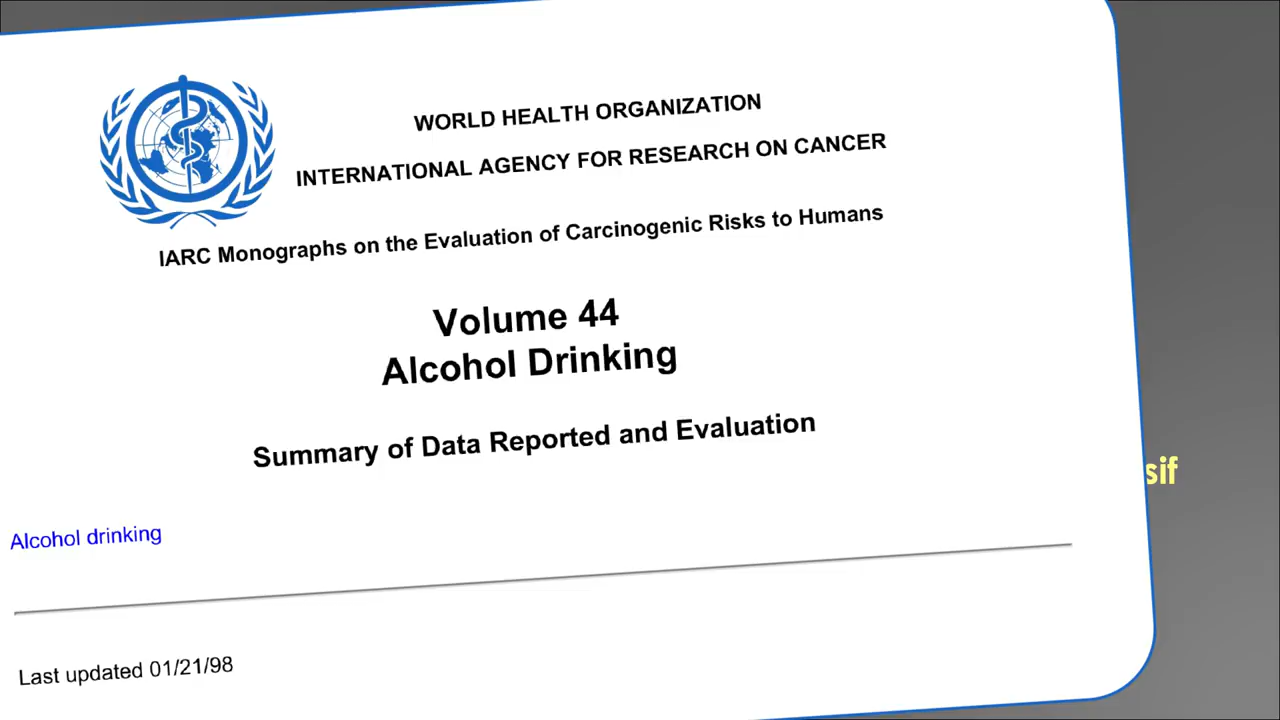 WORLD HEALTH ORGANIZATION
INTERNATIONAL AGENCY FOR RESEARCH ON CANCER
IARC Monographs on the Evaluation of Carcinogenic Risks to Humans
Volume 44
Alcohol Drinking
Summary of Data Reported and Evaluation
sif
Alcohol drinking
Last updated 01/21/98